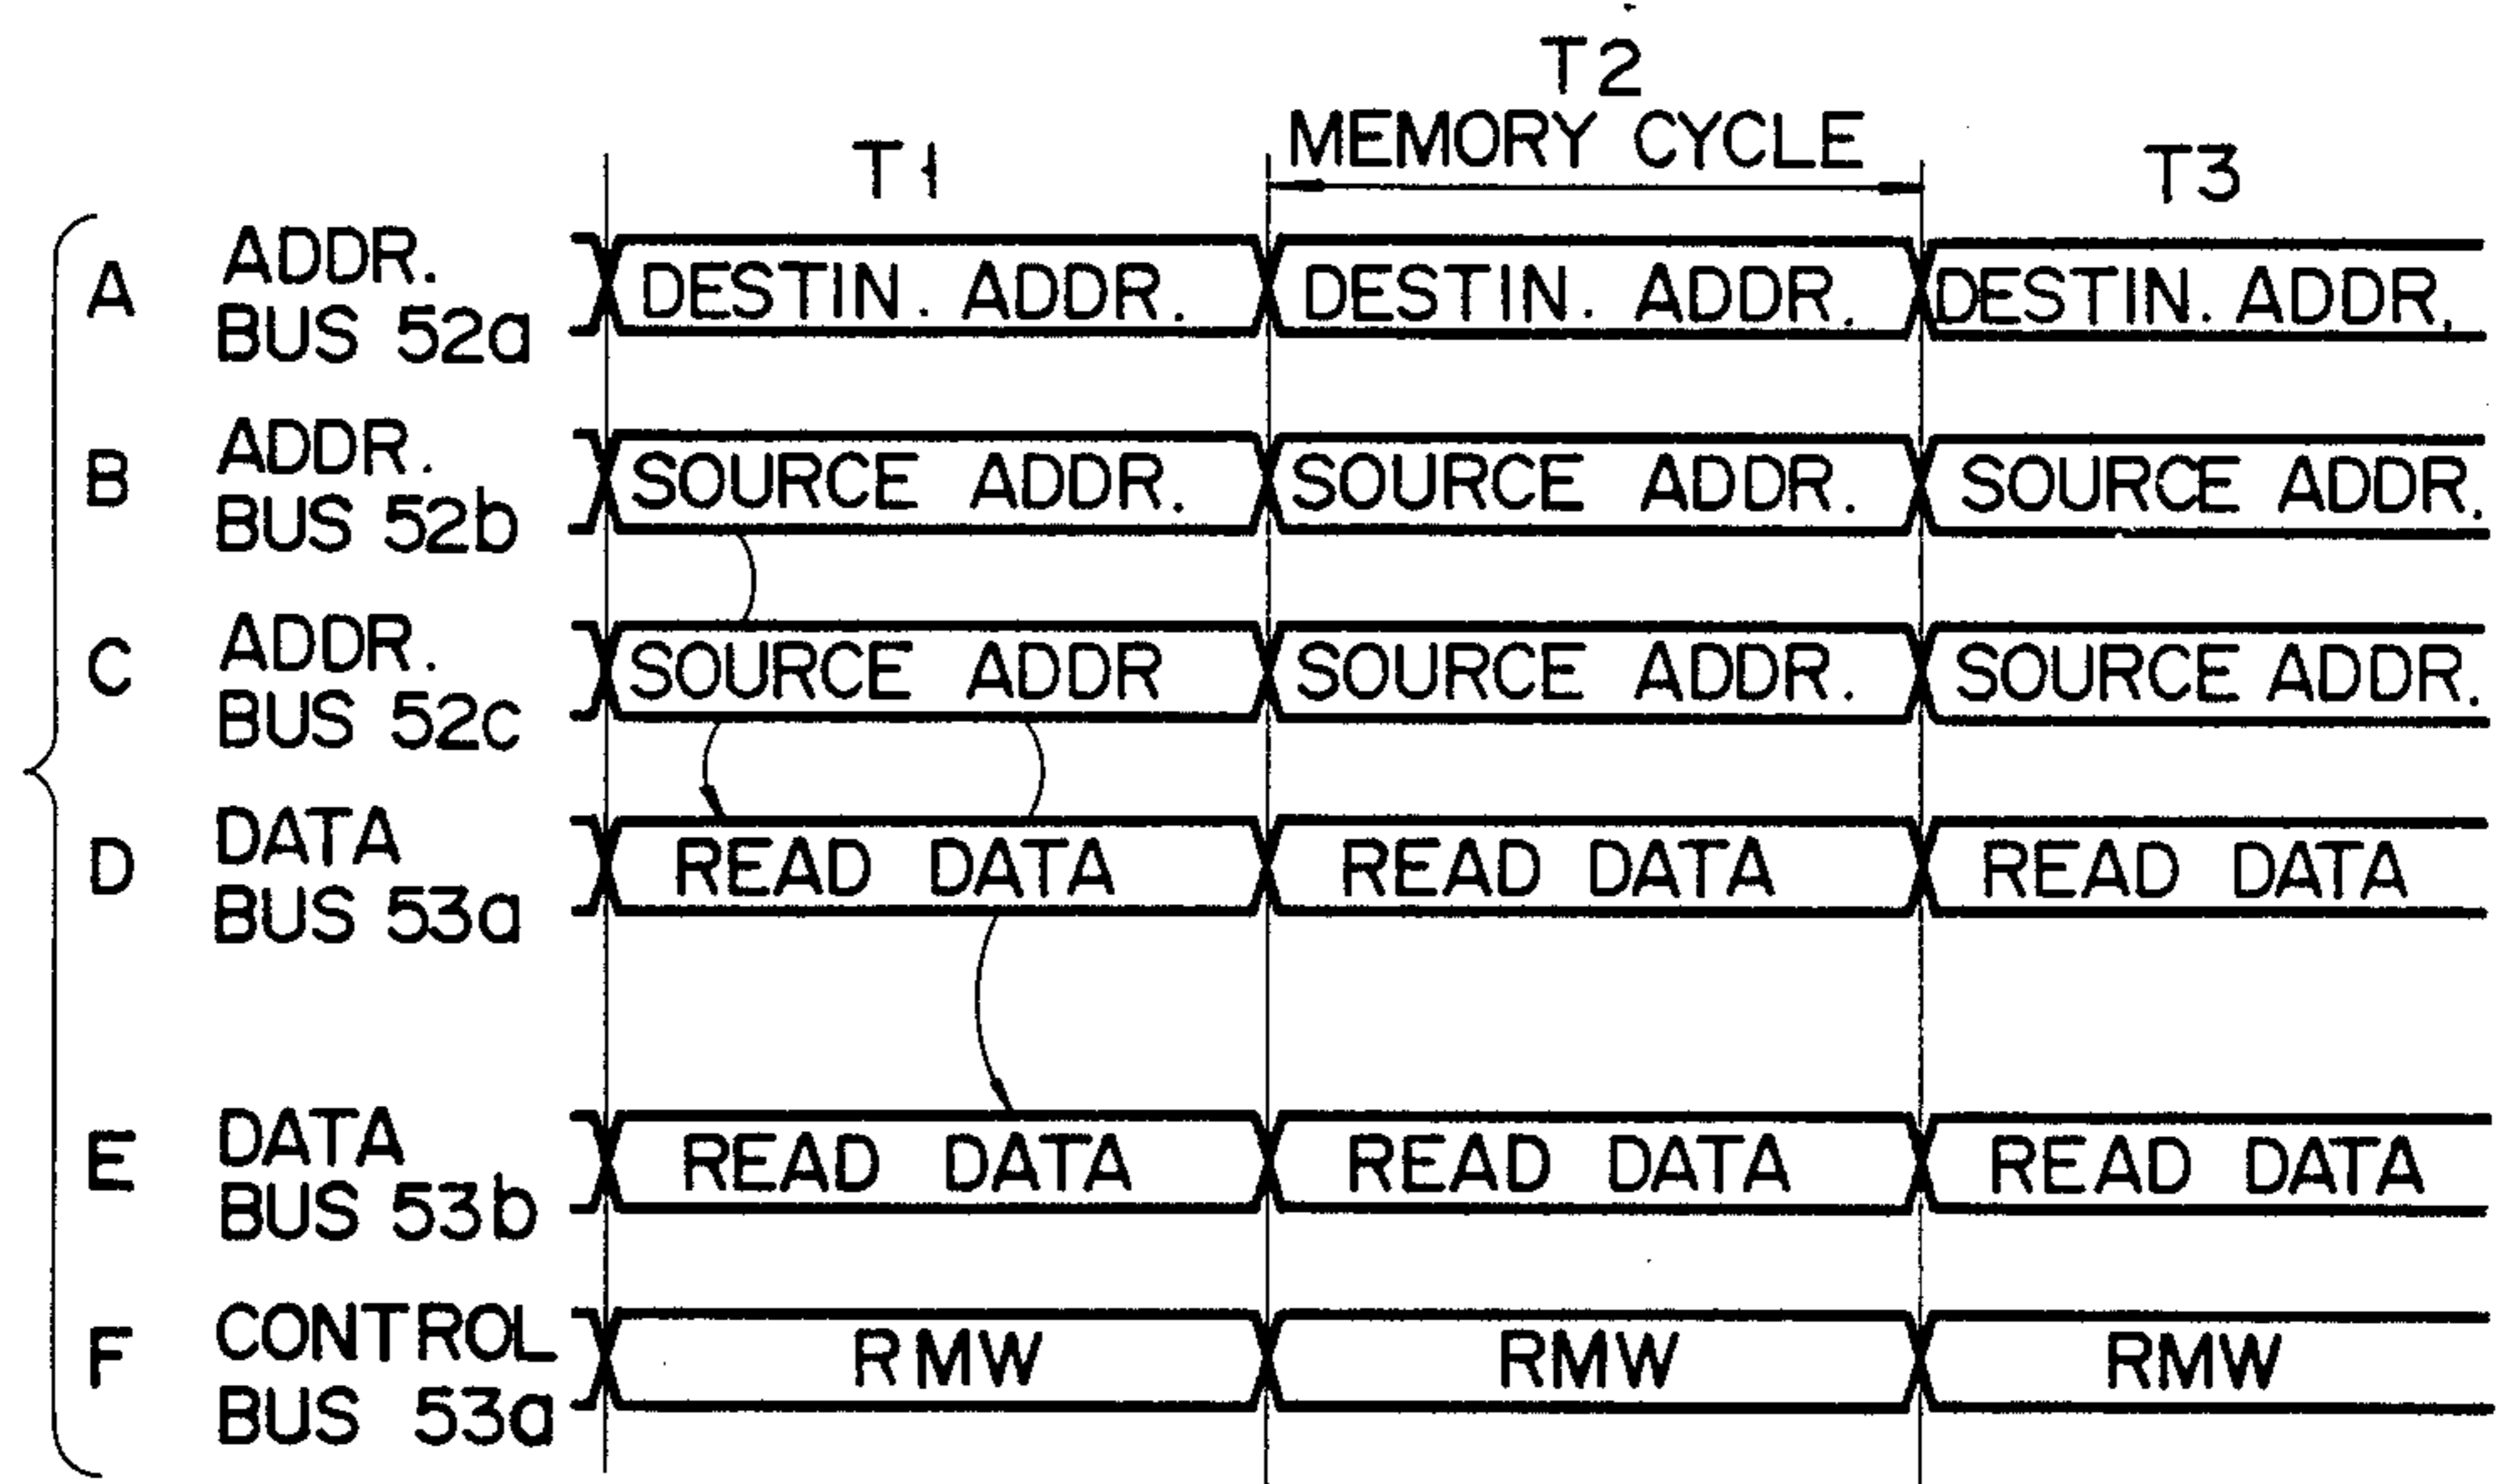 T2
MEMORY CYCLE
T1
T3
A
ADDR.
BUS 52a
DESTIN. ADDR.
DESTIN. ADDR.
DESTIN. ADDR.
B
ADDR.
BUS 52b
SOURCE ADDR.
SOURCE ADDR.
SOURCE ADDR.
C
ADDR.
BUS 52c
SOURCE ADDR
SOURCE ADDR.
SOURCE ADDR.
D
DATA
BUS 53a
READ DATA
READ DATA
READ DATA
E
DATA
BUS 53b
READ DATA
READ DATA
READ DATA
F
CONTROL
BUS 53a
RMW
RMW
RMW